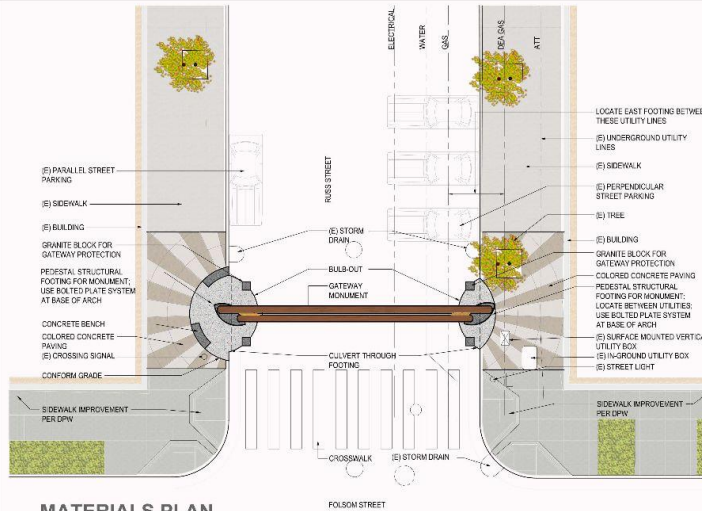 ELECTRICAL
WATER
GAS
DEA GAS
ATT
RUSS STREET
(E) PARALLEL STREET
PARKING
(E) SIDEWALK
(E) BUILDING
GRANITE BLOCK FOR
GATEWAY PROTECTION
PEDESTAL STRUCTURAL
FOOTING FOR MONUMENT;
USE BOLTED PLATE SYSTEM
AT BASE OF ARCH
CONCRETE BENCH
COLORED CONCRETE
PAVING
(E) CROSSING SIGNAL
CONFORM GRADE
SIDEWALK IMPROVEMENT
PER DPW
(E) STORM
DRAIN
BULB-OUT
GATEWAY
MONUMENT
CULVERT THROUGH
FOOTING
CROSSWALK
(E) STORM DRAIN
LOCATE EAST FOOTING BETWEE
THESE UTILITY LINES
(E) UNDERGROUND UTILITY
LINES
(E) SIDEWALK
(E) PERPENDICULAR
STREET PARKING
(E) TREE
(E) BUILDING
GRANITE BLOCK FOR
GATEWAY PROTECTION
COLORED CONCRETE PAVING
PEDESTAL STRUCTURAL
FOOTING FOR MONUMENT;
LOCATE BETWEEN UTILITIES;
USE BOLTED PLATE SYSTEM
AT BASE OF ARCH
(E) SURFACE MOUNTED VERTICA
UTILITY BOX
(E) IN-GROUND UTILITY BOX
(E) STREET LIGHT
SIDEWALK IMPROVEMENT
PER DPW
MATERIALS PLAN
FOLSOM STREET